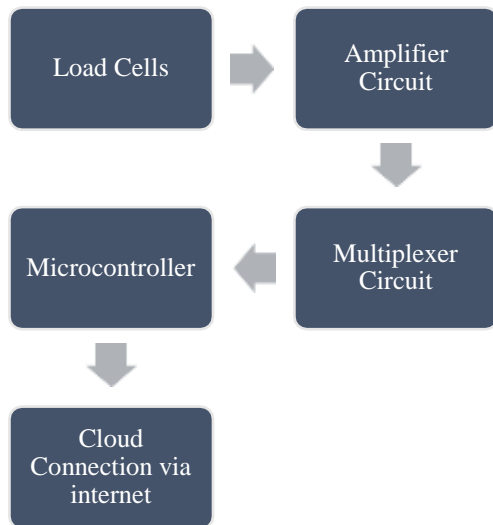 Load Cells
Amplifier
Circuit
Multiplexer
Circuit
Microcontroller
Cloud
Connection via
internet